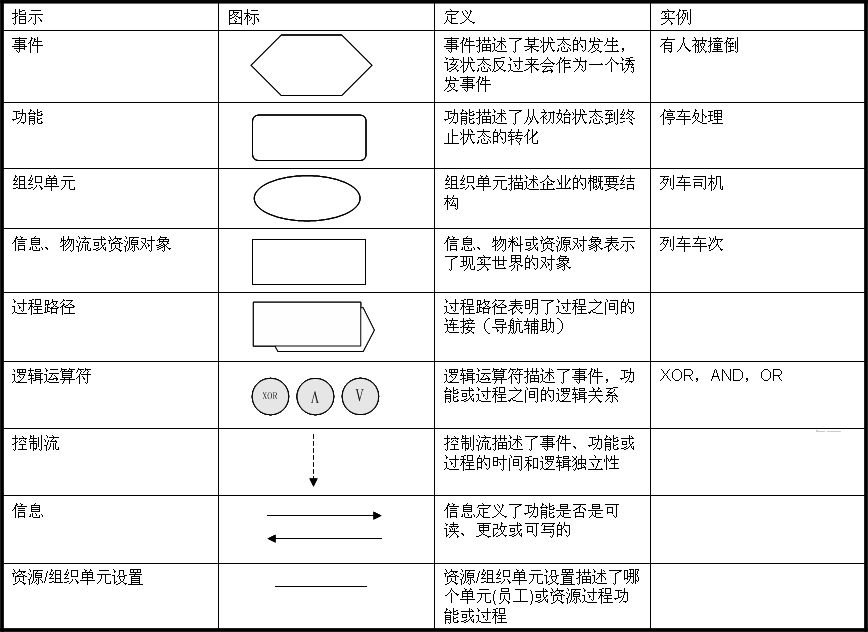 指示
图标
定义
实例
事件
事件描述了某状态的发生，
该状态反过来会作为一个诱
发事件
有人被撞倒
功能
功能描述了从初始状态到终
止状态的转化
停车处理
组织单元
组织单元描述企业的概要结
构
列车司机
信息、物流或资源对象
信息、物料或资源对象表示
了现实世界的对象
列车车次
过程路径
过程路径表明了过程之间的
连接（导航辅助）
逻辑运算符
XOR
Λ
V
逻辑运算符描述了事件，功
能或过程之间的逻辑关系
XOR，AND，OR
控制流
控制流描述了事件、功能或
过程的时间和逻辑独立性
信息
信息定义了功能是否是可
读、更改或可写的
资源/组织单元设置
资源/组织单元设置描述了哪
个单元(员工)或资源过程功
能或过程